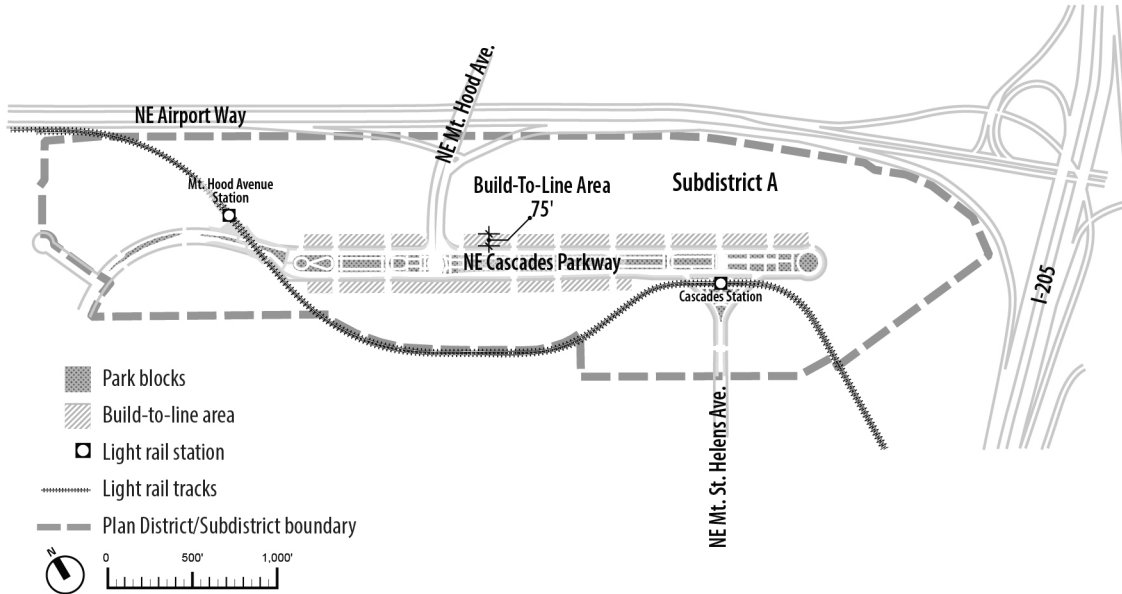 NE Mt. Hood Ave.
NE Airport Way
Mt. Hood Avenue
Station
Build-To-Line Area
75'
Subdistrict A
NE Cascades Parkway
Cascades Station
I-205
NE Mt. St. Helens Ave.
Park blocks
Build-to-line area
Light rail station
Light rail tracks
Plan District/Subdistrict boundary
N
0 500' 1,000'